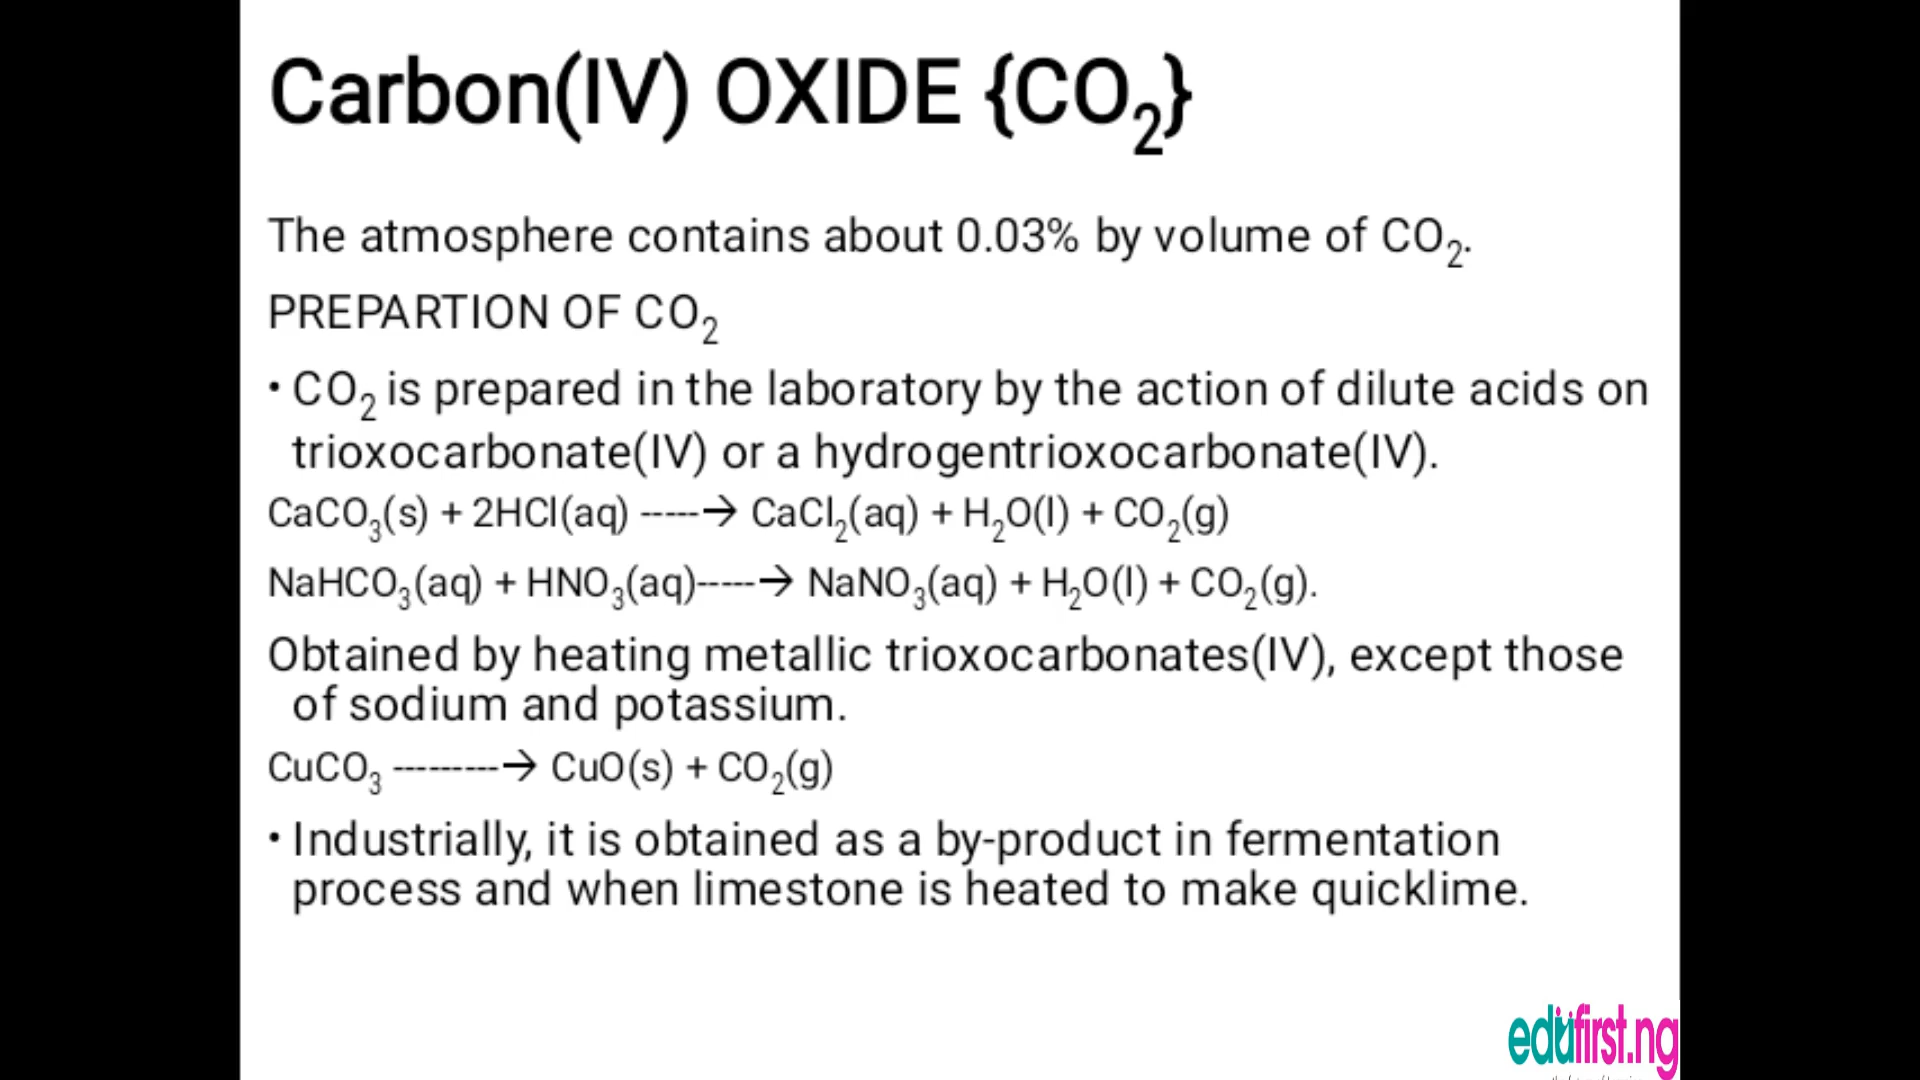 Carbon(IV) OXIDE {CO₂}
The atmosphere contains about 0.03% by volume of CO₂.
PREPARTION OF CO₂
• CO₂ is prepared in the laboratory by the action of dilute acids on
trioxocarbonate(IV) or a hydrogentrioxocarbonate(IV).
CaCO₃(s) + 2HCl(aq) -----→ CaCl₂(aq) + H₂O(l) + CO₂(g)
NaHCO₃(aq) + HNO₃(aq)-----→ NaNO₃(aq) + H₂O(l) + CO₂(g).
Obtained by heating metallic trioxocarbonates(IV), except those
of sodium and potassium.
CuCO₃ ---------→ CuO(s) + CO₂(g)
• Industrially, it is obtained as a by-product in fermentation
process and when limestone is heated to make quicklime.
edufirst.ng